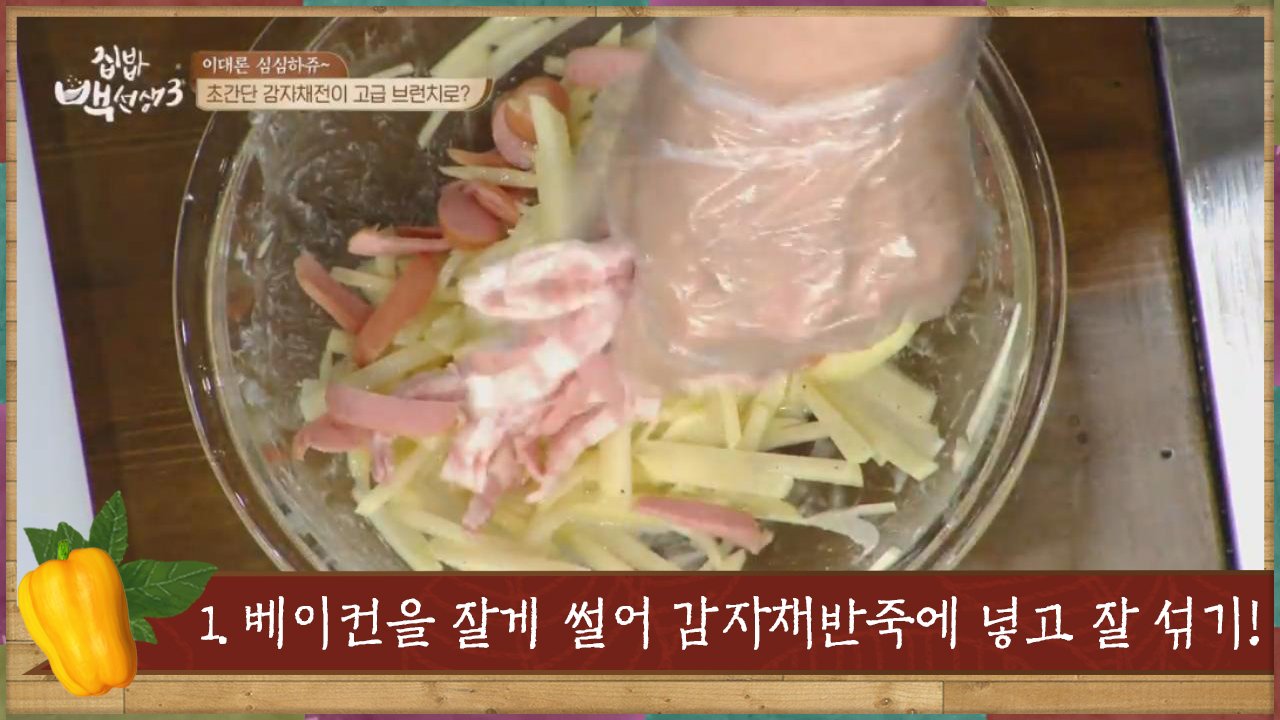 집밥
백선생3
이대론 심심하쥬~
초간단 감자채전이 고급 브런치로?
1. 베이컨을 잘게 썰어 감자채반죽에 넣고 잘 섞기!